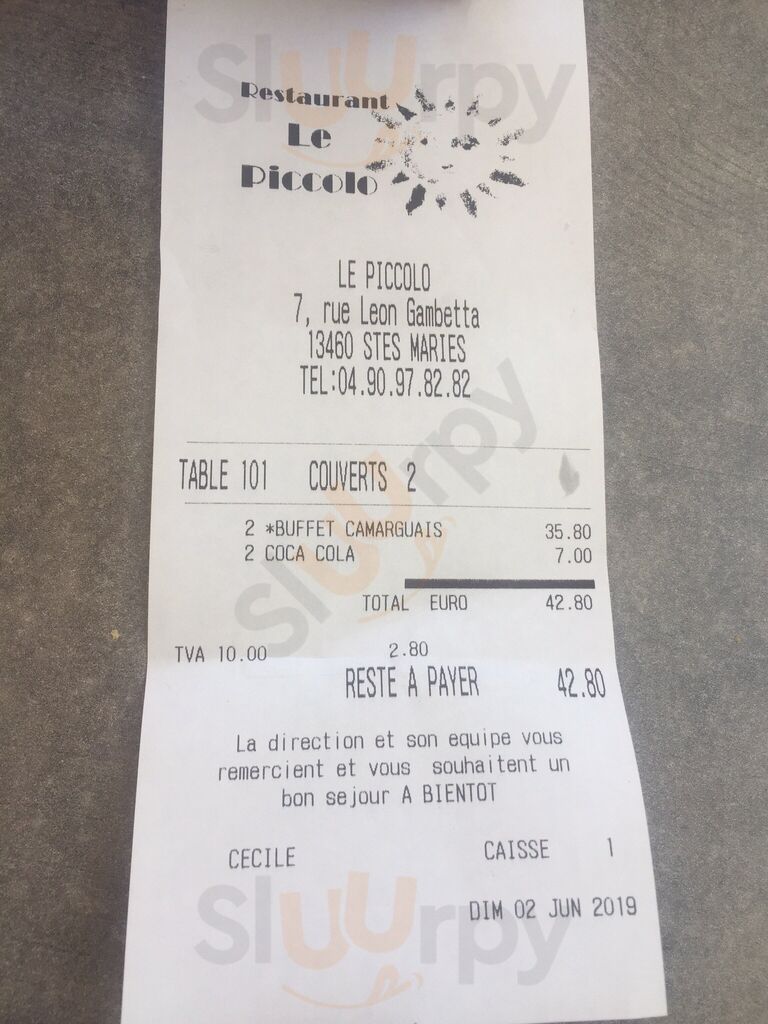 Sluurpy
Restaurant
Le
Piccolo
LE PICCOLO
7, rue Leon Gambetta
13460 STES MARIES
TEL:04.90.97.82.82
TABLE 101 COUVERTS 2
2 *BUFFET CAMARGUAIS 35.80
2 COCA COLA 7.00
Sluurpy
TOTAL EURO 42.80
TVA 10.00 2.80
RESTE A PAYER 42.80
La direction et son equipe vous
remercient et vous souhaitent un
bon sejour A BIENTOT
CECILE CAISSE 1
DIM 02 JUN 2019
Sluurpy